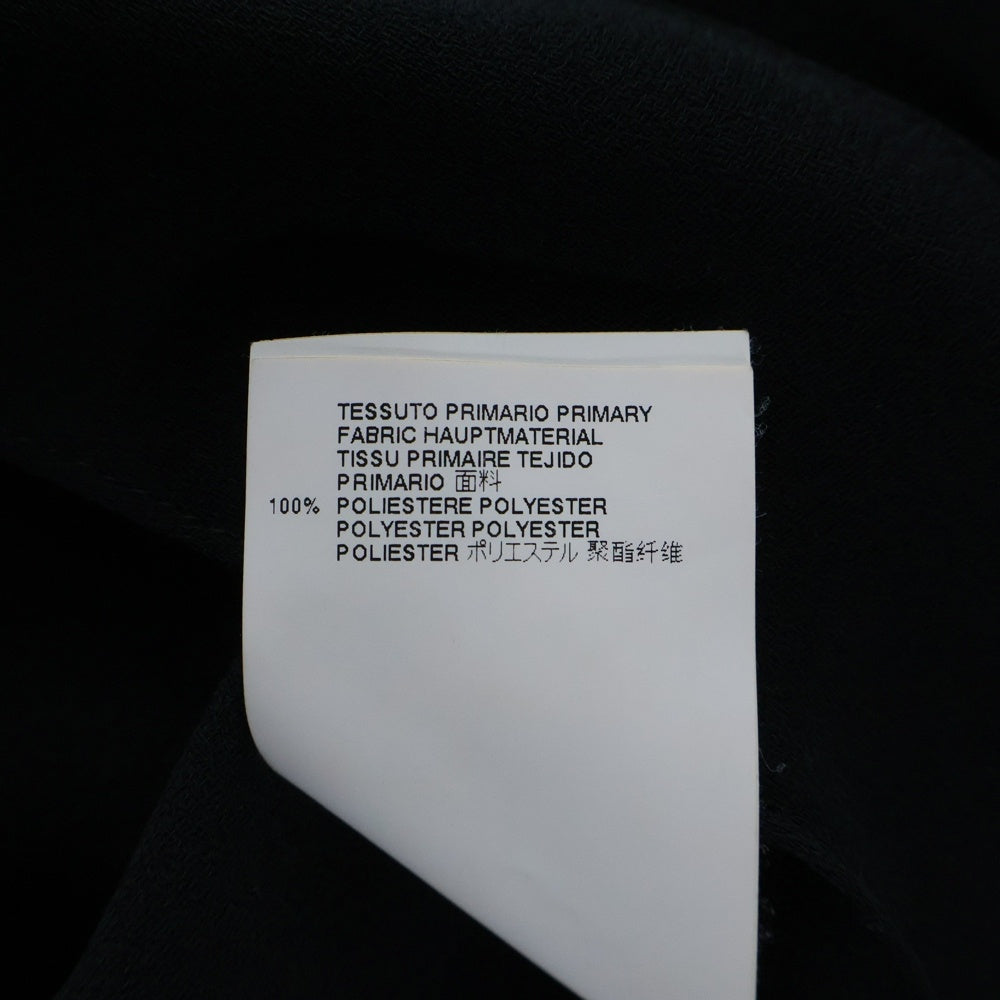 TESSUTO PRIMARIO PRIMARY
FABRIC HAUPTMATERIAL
TISSU PRIMAIRE TEJIDO
PRIMARIO 面料
100% POLIESTERE POLYESTER
POLYESTER POLYESTER
POLIESTER ポリエステル 聚酯纤维